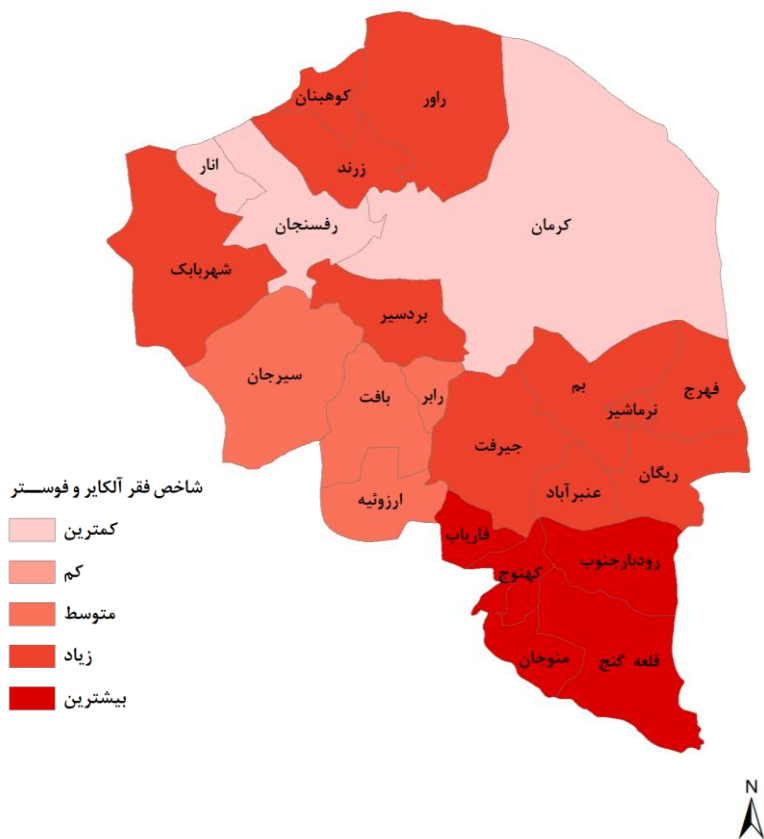 کوهبنان
راور
زرند
انار
رفسنجان
کرمان
شهربابک
بردسیر
سیرجان
بافت
رابر
بم
فهرج
نرماشیر
جیرفت
ریگان
عنبرآباد
ارزوئیه
فاریاب
کهنوج
رودبارجنوب
منوجان
قلعه گنج
شاخص فقر آلکایر و فوستر
کمترین
کم
متوسط
زیاد
بیشترین
N